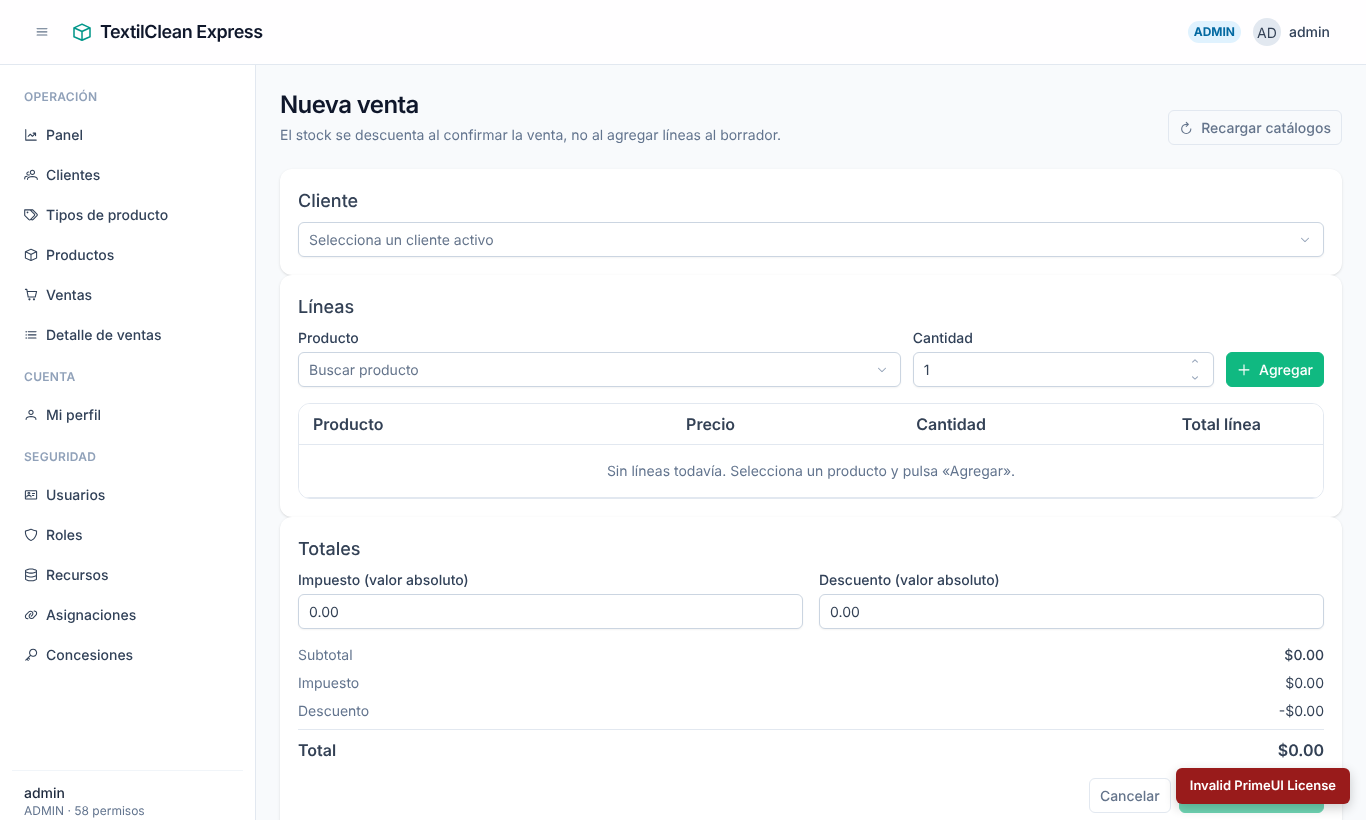 TextilClean Express
ADMIN
AD
admin
OPERACIÓN
Panel
Clientes
Tipos de producto
Productos
Ventas
Detalle de ventas
CUENTA
Mi perfil
SEGURIDAD
Usuarios
Roles
Recursos
Asignaciones
Concesiones
admin
ADMIN · 58 permisos
Nueva venta
El stock se descuenta al confirmar la venta, no al agregar líneas al borrador.
Recargar catálogos
Cliente
Selecciona un cliente activo
Líneas
Producto
Cantidad
Buscar producto
1
Agregar
Producto Precio Cantidad Total línea
Sin líneas todavía. Selecciona un producto y pulsa «Agregar».
Totales
Impuesto (valor absoluto)
Descuento (valor absoluto)
0.00
0.00
Subtotal $0.00
Impuesto $0.00
Descuento -$0.00
Total $0.00
Cancelar
Invalid PrimeUI License